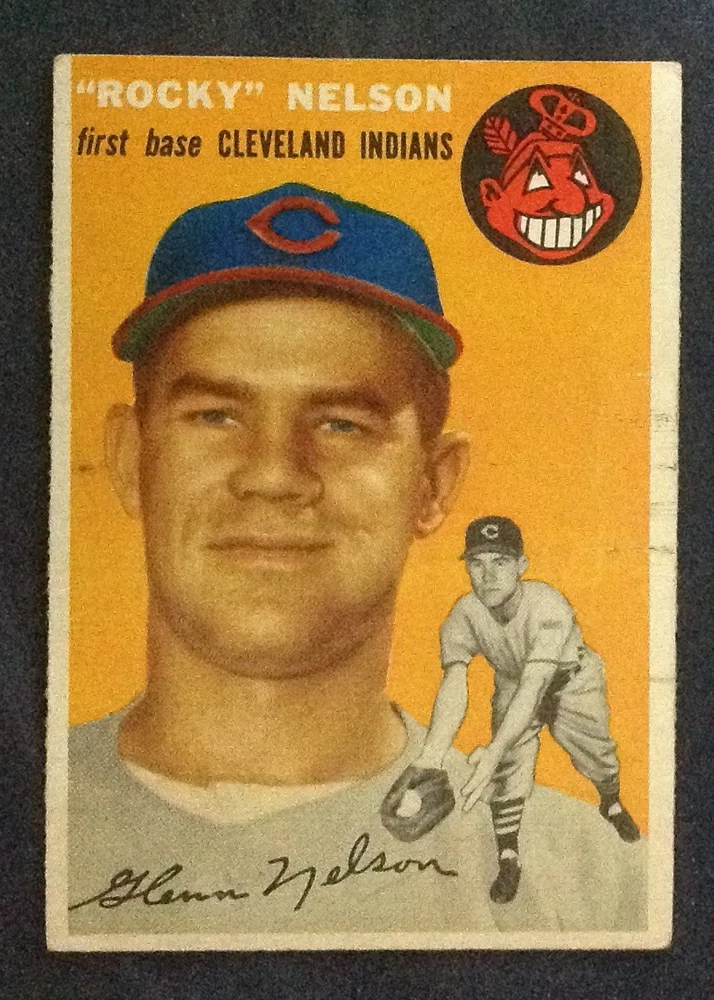 "ROCKY" NELSON
first base CLEVELAND INDIANS
C
C
Glenn Nelson